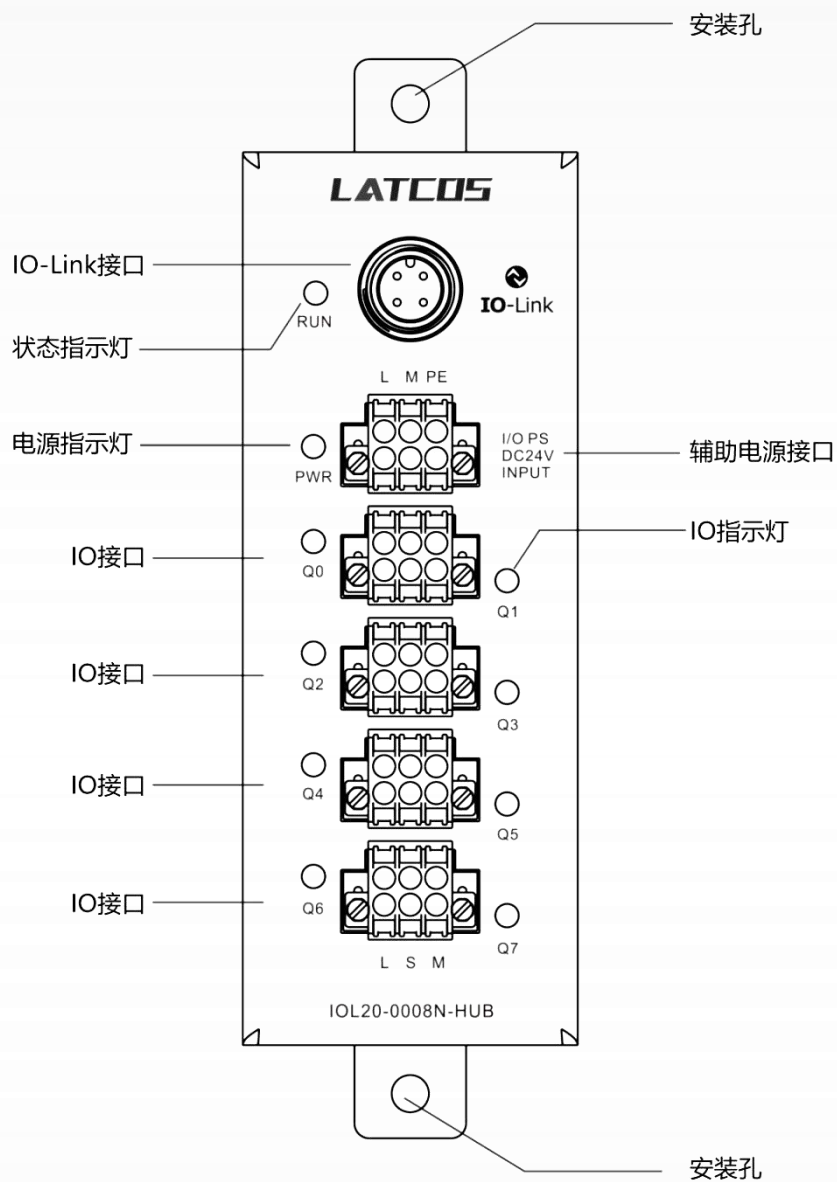 安装孔
LATCOS
IO-Link接口
IO-Link
RUN
状态指示灯
L M PE
电源指示灯
PWR
I/O PS
DC24V
INPUT
辅助电源接口
IO指示灯
IO接口
Q0
Q1
IO接口
Q2
Q3
IO接口
Q4
Q5
IO接口
Q6
Q7
L S M
IOL20-0008N-HUB
安装孔